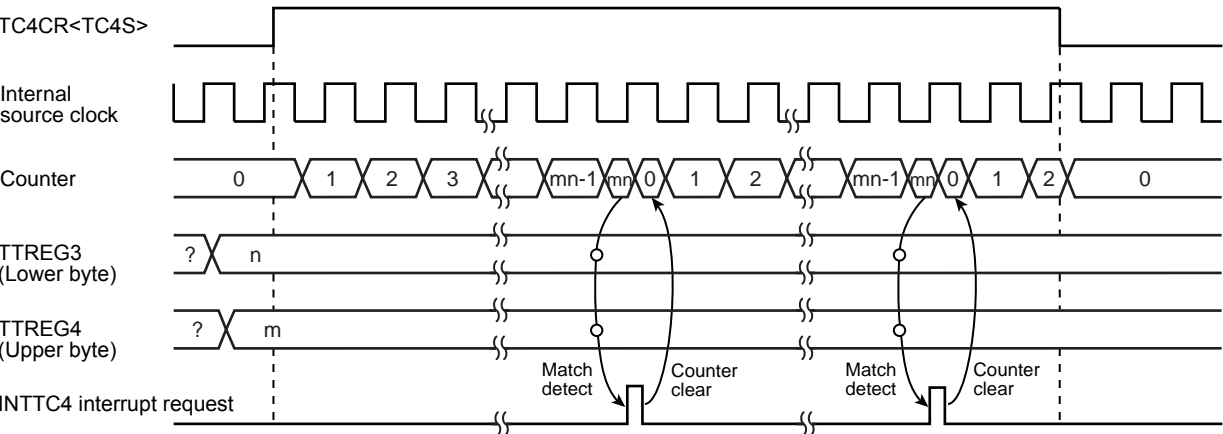 TC4CR<TC4S>
Internal
source clock
Counter
0 1 2 3 mn-1 mn 0 1 2 mn-1 mn 0 1 2 0
TTREG3
(Lower byte)
? n
TTREG4
(Upper byte)
? m
Match
detect
Counter
clear
Match
detect
Counter
clear
INTTC4 interrupt request